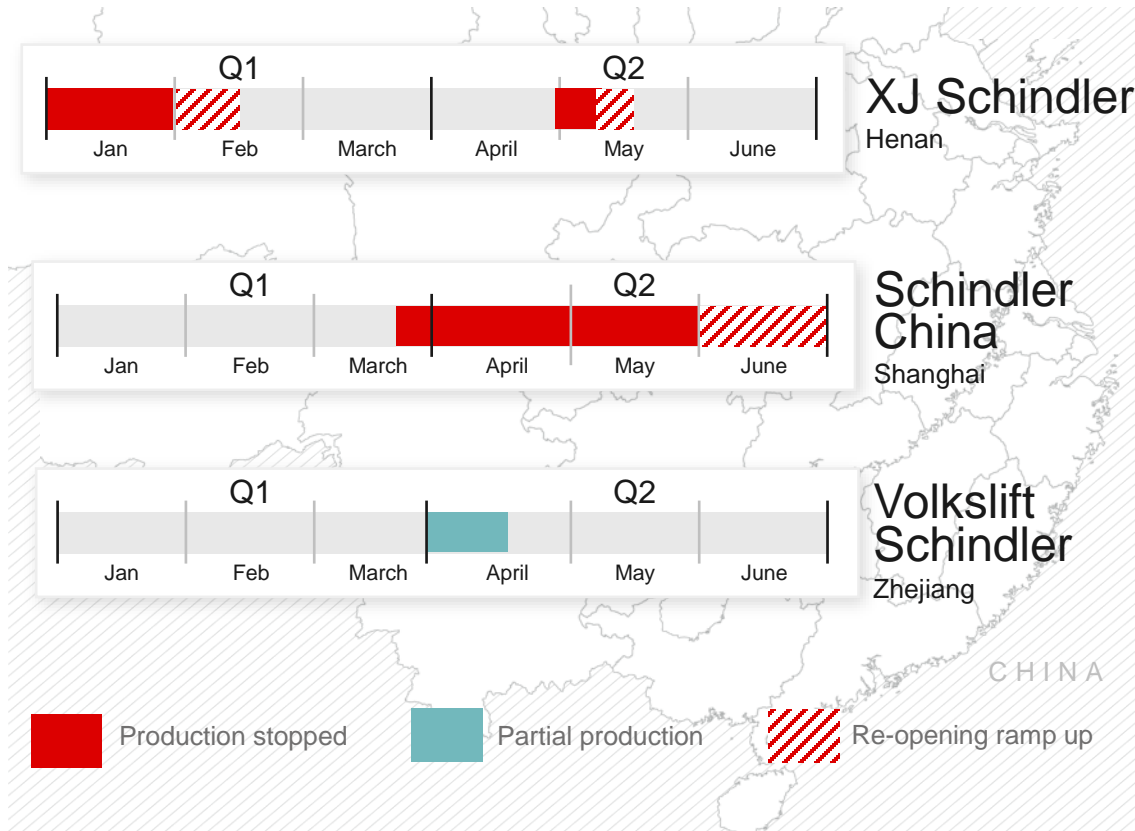 Q1 Q2
Jan Feb March April May June
XJ Schindler
Henan
Q1 Q2
Jan Feb March April May June
Schindler
China
Shanghai
Q1 Q2
Jan Feb March April May June
Volkslift
Schindler
Zhejiang
CHINA
Production stopped Partial production Re-opening ramp up